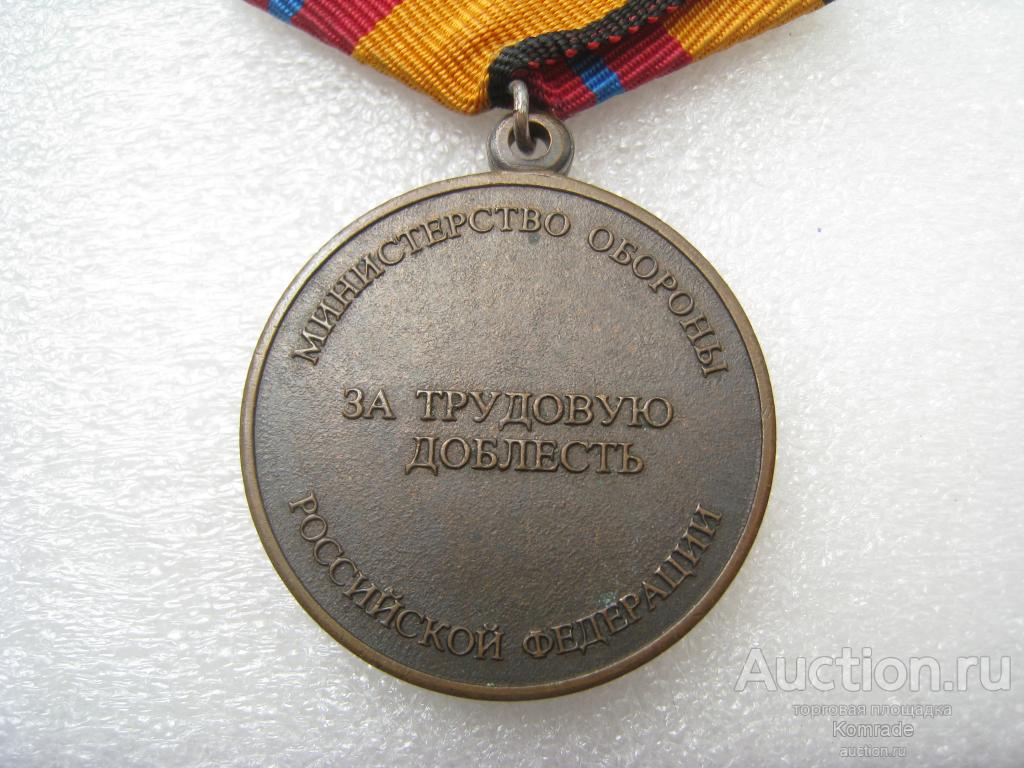 МИНИСТЕРСТВО ОБОРОНЫ
ЗА ТРУДОВУЮ
ДОБЛЕСТЬ
РОССИЙСКОЙ ФЕДЕРАЦИИ
Auction.ru
торговая площадка
Komrade
auction.ru